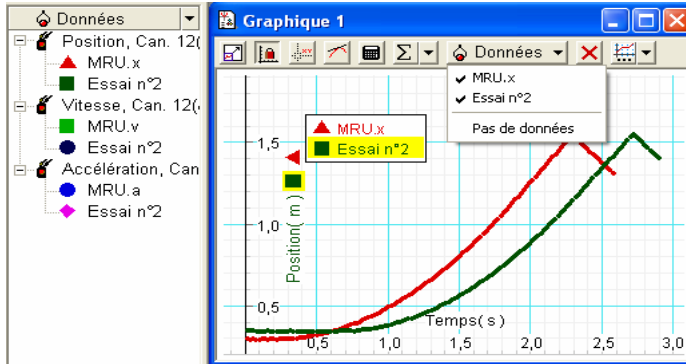 Données
Position, Can. 12(
MRU.x
Essai n°2
Vitesse, Can. 12(
MRU.v
Essai n°2
Accélération, Can
MRU.a
Essai n°2
Graphique 1
Σ
Données
MRU.x
Essai n°2
Pas de données
MRU.x
Essai n°2
Position( m )
1,5
1,0
0,5
Temps( s )
0,5
1,0
1,5
2,0
2,5
3,0